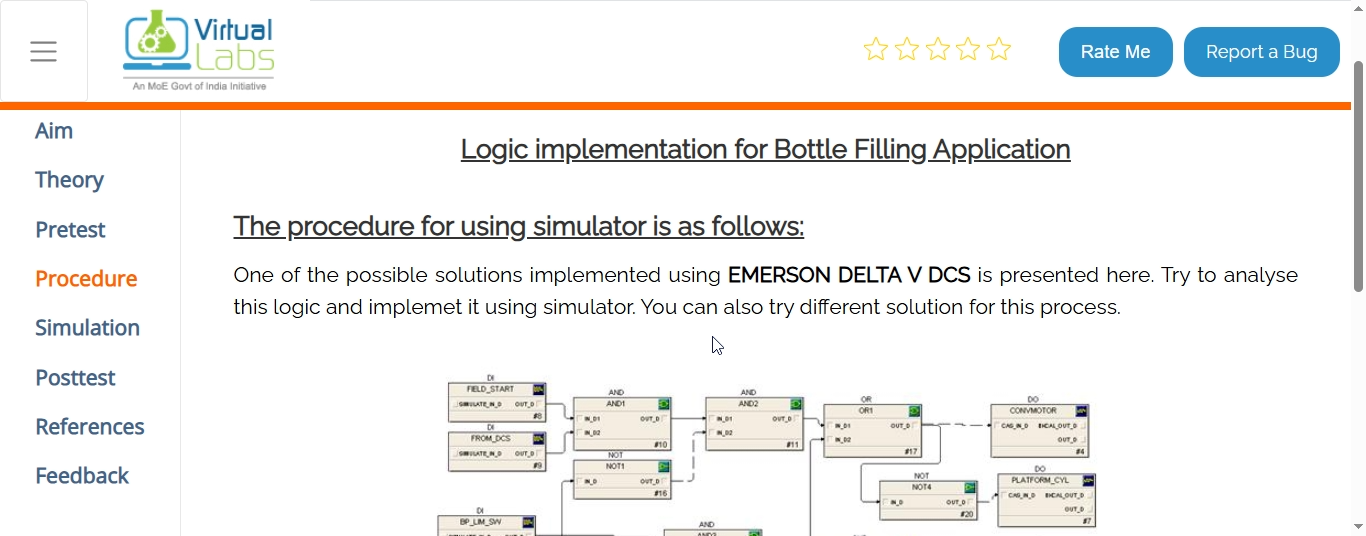 Virtual
Labs
An MoE Govt of India Initiative
Rate Me
Report a Bug
Aim
Theory
Pretest
Procedure
Simulation
Posttest
References
Feedback
Logic implementation for Bottle Filling Application
The procedure for using simulator is as follows:
One of the possible solutions implemented using EMERSON DELTA V DCS is presented here. Try to analyse
this logic and implemet it using simulator. You can also try different solution for this process.
DI
FIELD_START
SIMULATE_IN_D OUT_D
#8
DI
FROM_DCS
SIMULATE_IN_D OUT_D
#9
AND
AND1
IN_D1 OUT_D
IN_D2
#10
NOT
NOT1
IN_D OUT_D
#16
AND
AND2
IN_D1 OUT_D
IN_D2
#11
OR
OR1
IN_D1 OUT_D
IN_D2
#17
DO
CONVMOTOR
CAS_IN_D BKCAL_OUT_D
OUT_D
#4
NOT
NOT4
IN_D OUT_D
#20
DO
PLATFORM_CYL
CAS_IN_D BKCAL_OUT_D
OUT_D
#7
DI
BP_LIM_SW
AND